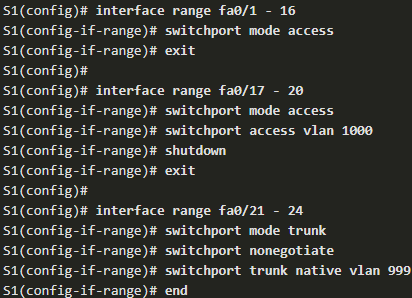 S1(config)# interface range fa0/1 - 16
S1(config-if-range)# switchport mode access
S1(config-if-range)# exit
S1(config)#
S1(config)# interface range fa0/17 - 20
S1(config-if-range)# switchport mode access
S1(config-if-range)# switchport access vlan 1000
S1(config-if-range)# shutdown
S1(config-if-range)# exit
S1(config)#
S1(config)# interface range fa0/21 - 24
S1(config-if-range)# switchport mode trunk
S1(config-if-range)# switchport nonegotiate
S1(config-if-range)# switchport trunk native vlan 999
S1(config-if-range)# end